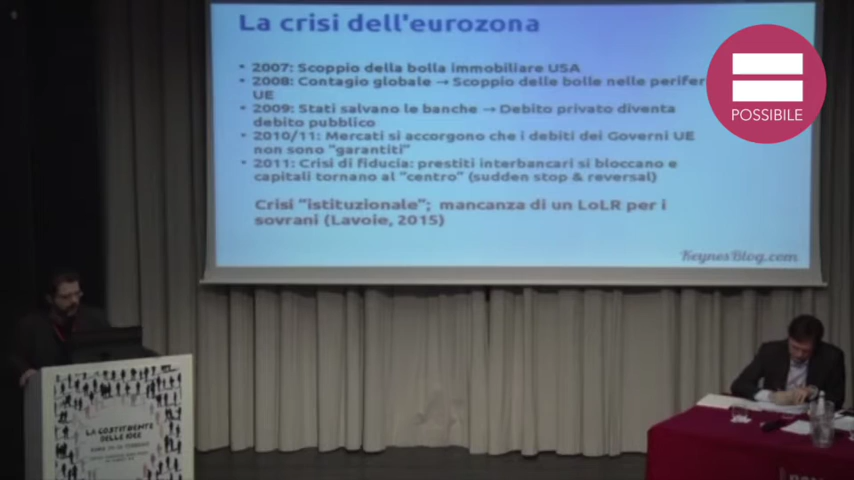 La crisi dell'eurozona
• 2007: Scoppio della bolla immobiliare USA
• 2008: Contagio globale → Scoppio delle bolle nelle perifer
UE
• 2009: Stati salvano le banche → Debito privato diventa
debito pubblico
• 2010/11: Mercati si accorgono che i debiti dei Governi UE
non sono "garantiti"
• 2011: Crisi di fiducia: prestiti interbancari si bloccano e
capitali tornano al "centro" (sudden stop & reversal)
Crisi "istituzionale"; mancanza di un LoLR per i
sovrani (Lavoie, 2015)
KeynesBlog.com
POSSIBILE
LA COSTITUENTE
DELLE IDEE